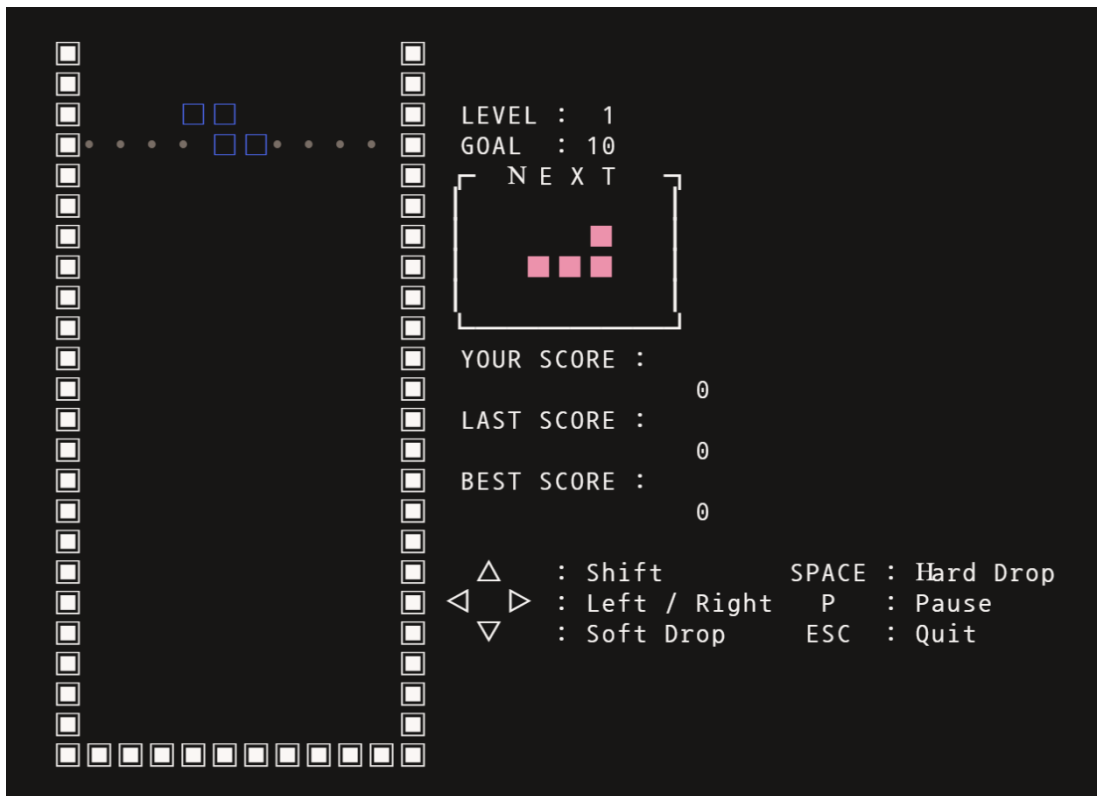 LEVEL : 1
GOAL : 10
N E X T
YOUR SCORE :
0
LAST SCORE :
0
BEST SCORE :
0
△ : Shift SPACE : Hard Drop
◁ ▷ : Left / Right P : Pause
▽ : Soft Drop ESC : Quit